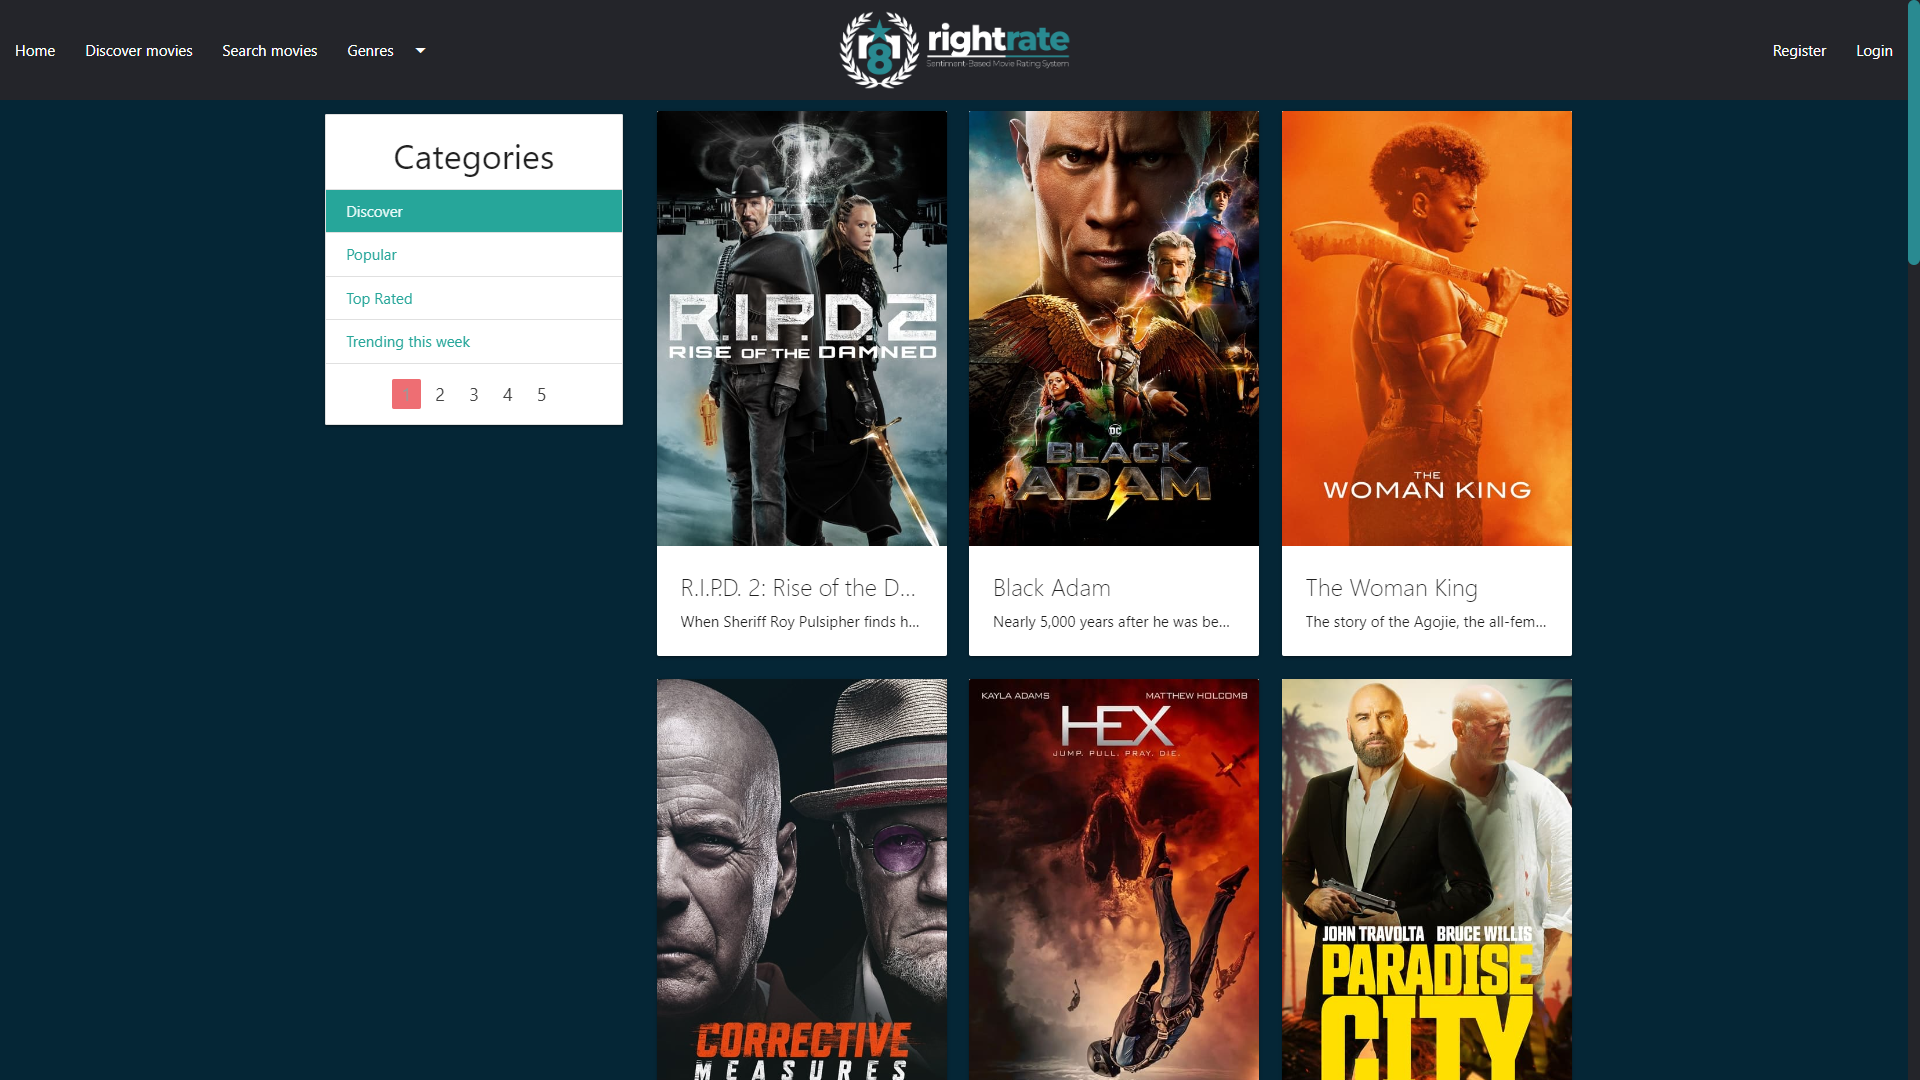 Home
Discover movies
Search movies
Genres
rightrate
Sentiment-Based Movie Rating System
Register
Login
Categories
Discover
Popular
Top Rated
Trending this week
1 2 3 4 5
R.I.P.D. 2
RISE OF THE DAMNED
R.I.P.D. 2: Rise of the D...
When Sheriff Roy Pulsipher finds h...
DC
BLACK
ADAM
Black Adam
Nearly 5,000 years after he was be...
THE
WOMAN KING
The Woman King
The story of the Agojie, the all-fem...
CORRECTIVE
MEASURES
KAYLA ADAMS MATTHEW HOLCOMB
HEX
JUMP. PULL. PRAY. DIE.
JOHN TRAVOLTA BRUCE WILLIS
PARADISE
CITY